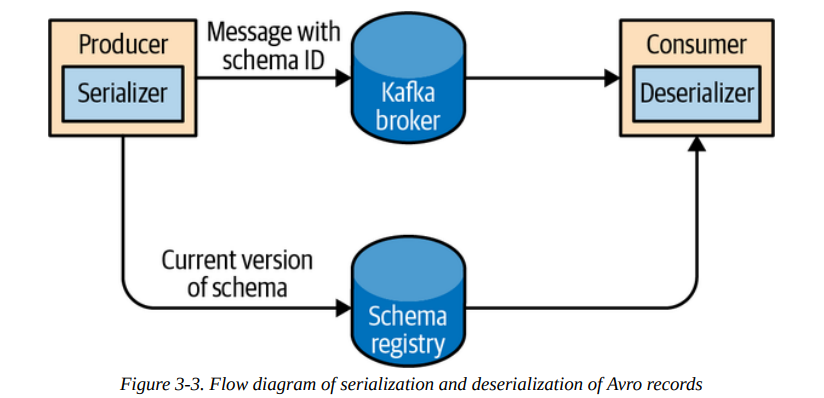 Producer
Serializer
Message with
schema ID
Kafka
broker
Consumer
Deserializer
Current version
of schema
Schema
registry
Figure 3-3. Flow diagram of serialization and deserialization of Avro records